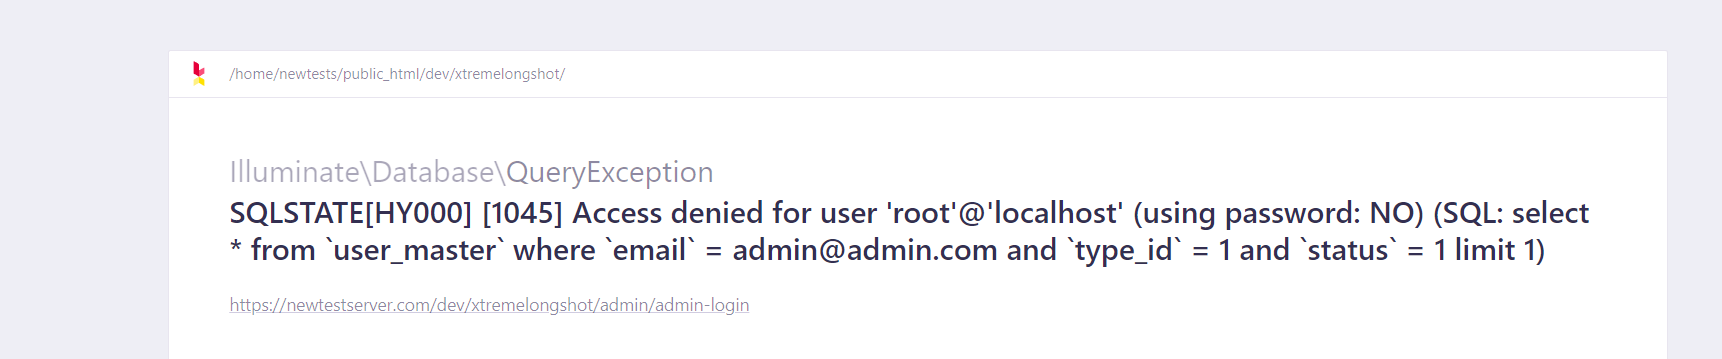 /home/newtests/public_html/dev/xtremelongshot/
Illuminate\Database\QueryException
SQLSTATE[HY000] [1045] Access denied for user 'root'@'localhost' (using password: NO) (SQL: select
* from `user_master` where `email` = admin@admin.com and `type_id` = 1 and `status` = 1 limit 1)
https://newtestserver.com/dev/xtremelongshot/admin/admin-login